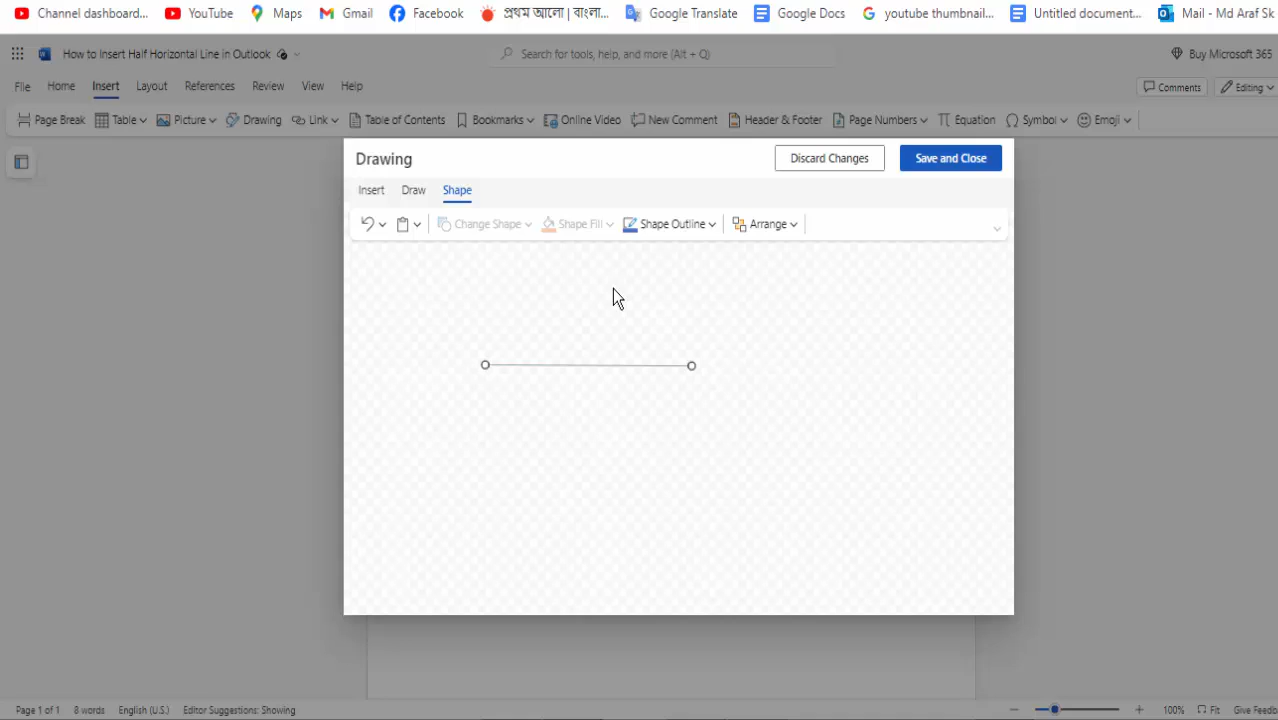 Channel dashboard... YouTube Maps Gmail Facebook প্রথম আলো | বাংলা... Google Translate Google Docs youtube thumbnail... Untitled document... Mail - Md Araf Sk
How to Insert Half Horizontal Line in Outlook Search for tools, help, and more (Alt + Q) Buy Microsoft 365
File Home Insert Layout References Review View Help Comments Editing
Page Break Table Picture Drawing Link Table of Contents Bookmarks Online Video New Comment Header & Footer Page Numbers Equation Symbol Emoji
Drawing Discard Changes Save and Close
Insert Draw Shape
Change Shape Shape Fill Shape Outline Arrange
Page 1 of 1 8 words English (U.S.) Editor Suggestions: Showing 100% Fit Give Feedb